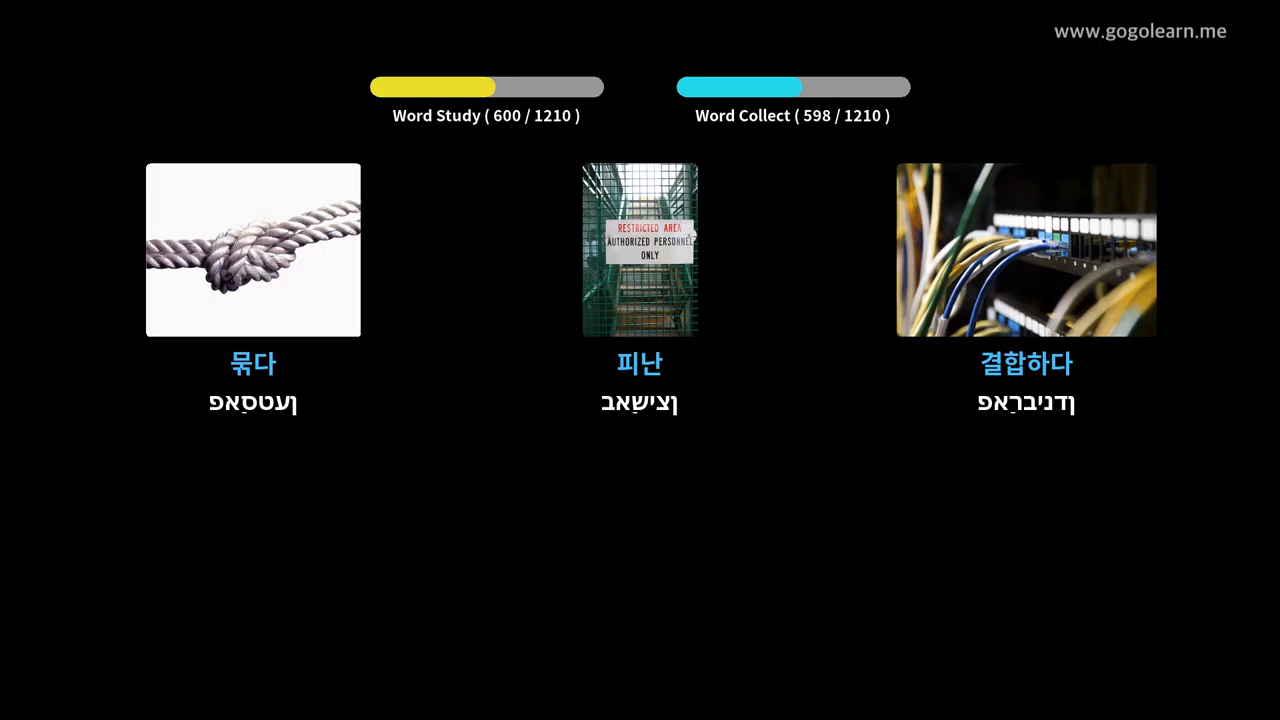 www.gogolearn.me
Word Study ( 600 / 1210 )
Word Collect ( 598 / 1210 )
RESTRICTED AREA
AUTHORIZED PERSONNEL
ONLY
묶다
פאַסטען
피난
באַשיצן
결합하다
פאַרבינדן